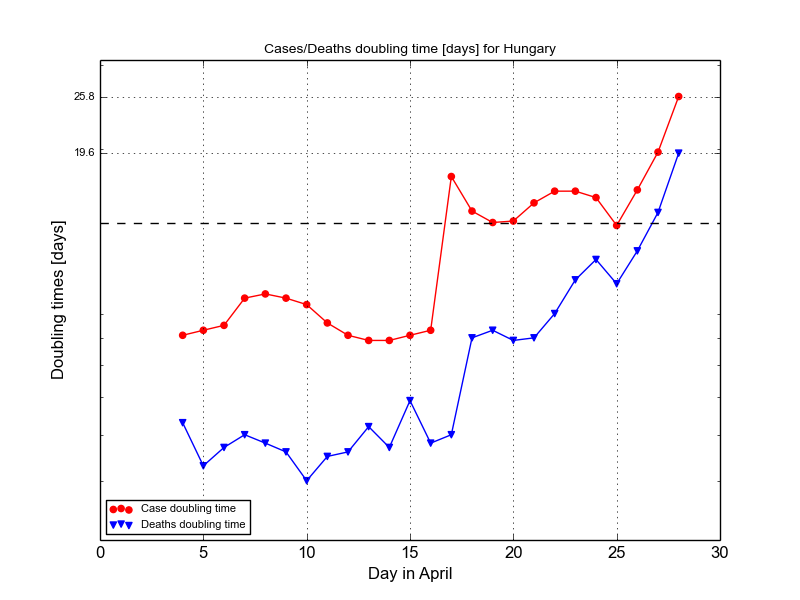 Cases/Deaths doubling time [days] for Hungary
25.8
19.6
Doubling times [days]
Case doubling time
Deaths doubling time
0 5 10 15 20 25 30
Day in April